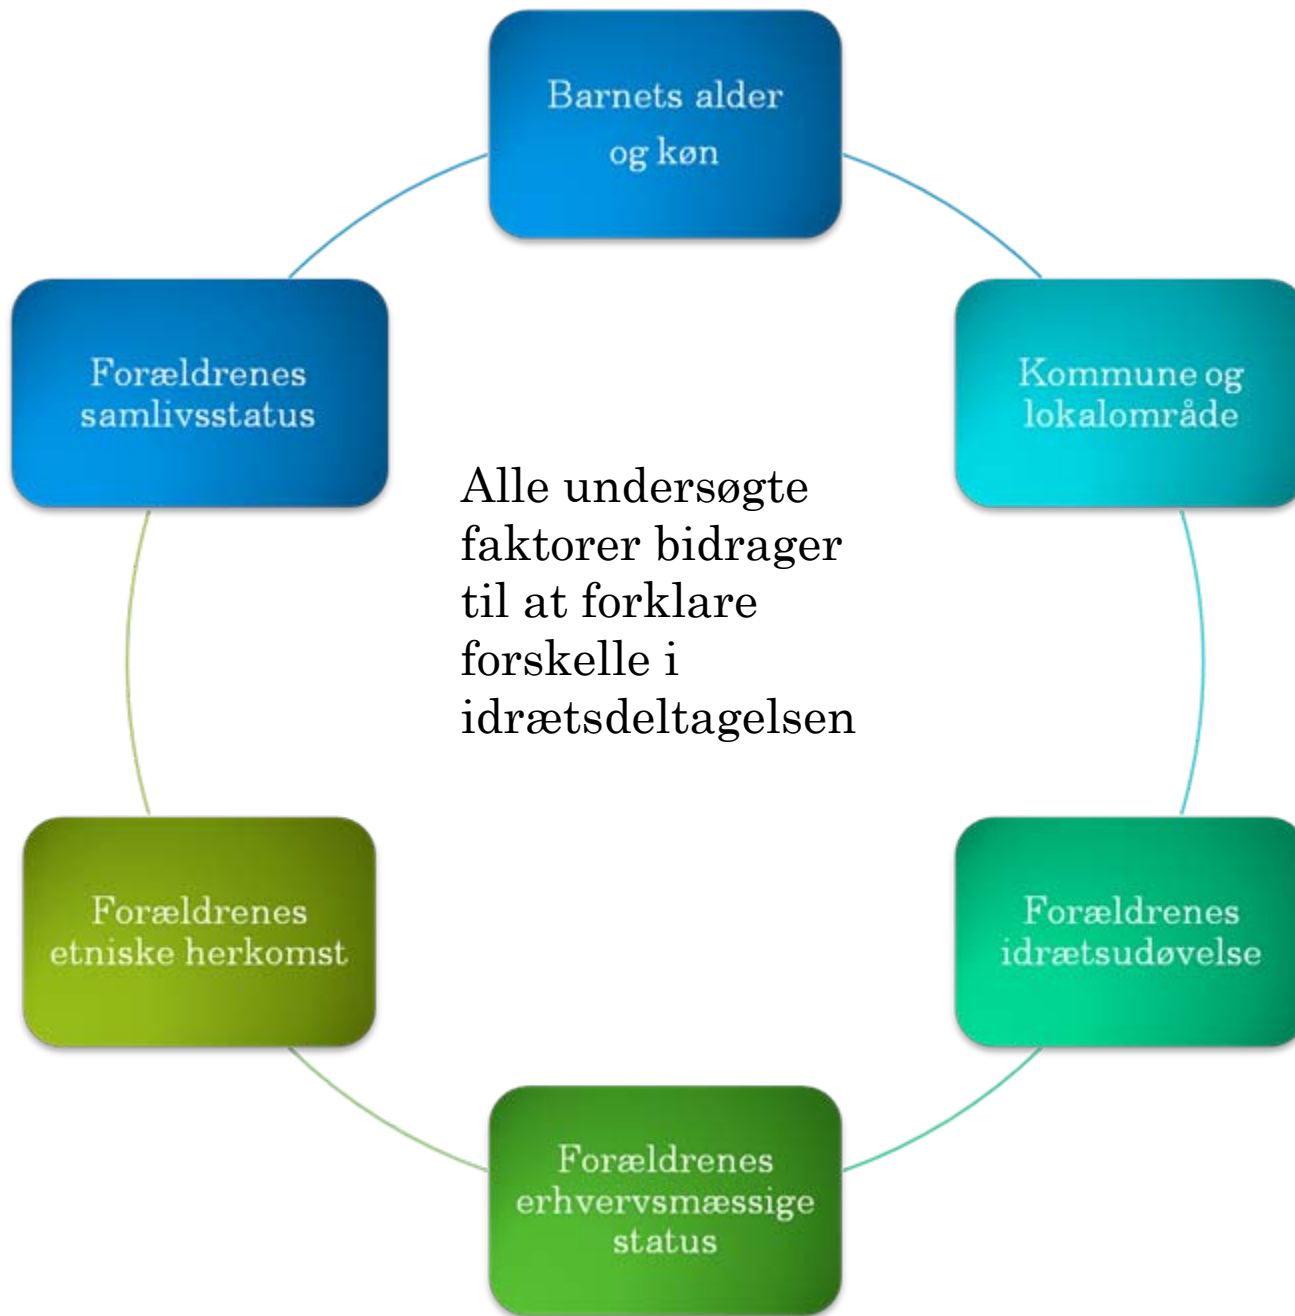 Barnets alder
og køn
Kommune og
lokalområde
Forældrenes
idrætsudøvelse
Forældrenes
erhvervsmæssige
status
Forældrenes
etniske herkomst
Forældrenes
samlivsstatus
Alle undersøgte
faktorer bidrager
til at forklare
forskelle i
idrætsdeltagelsen